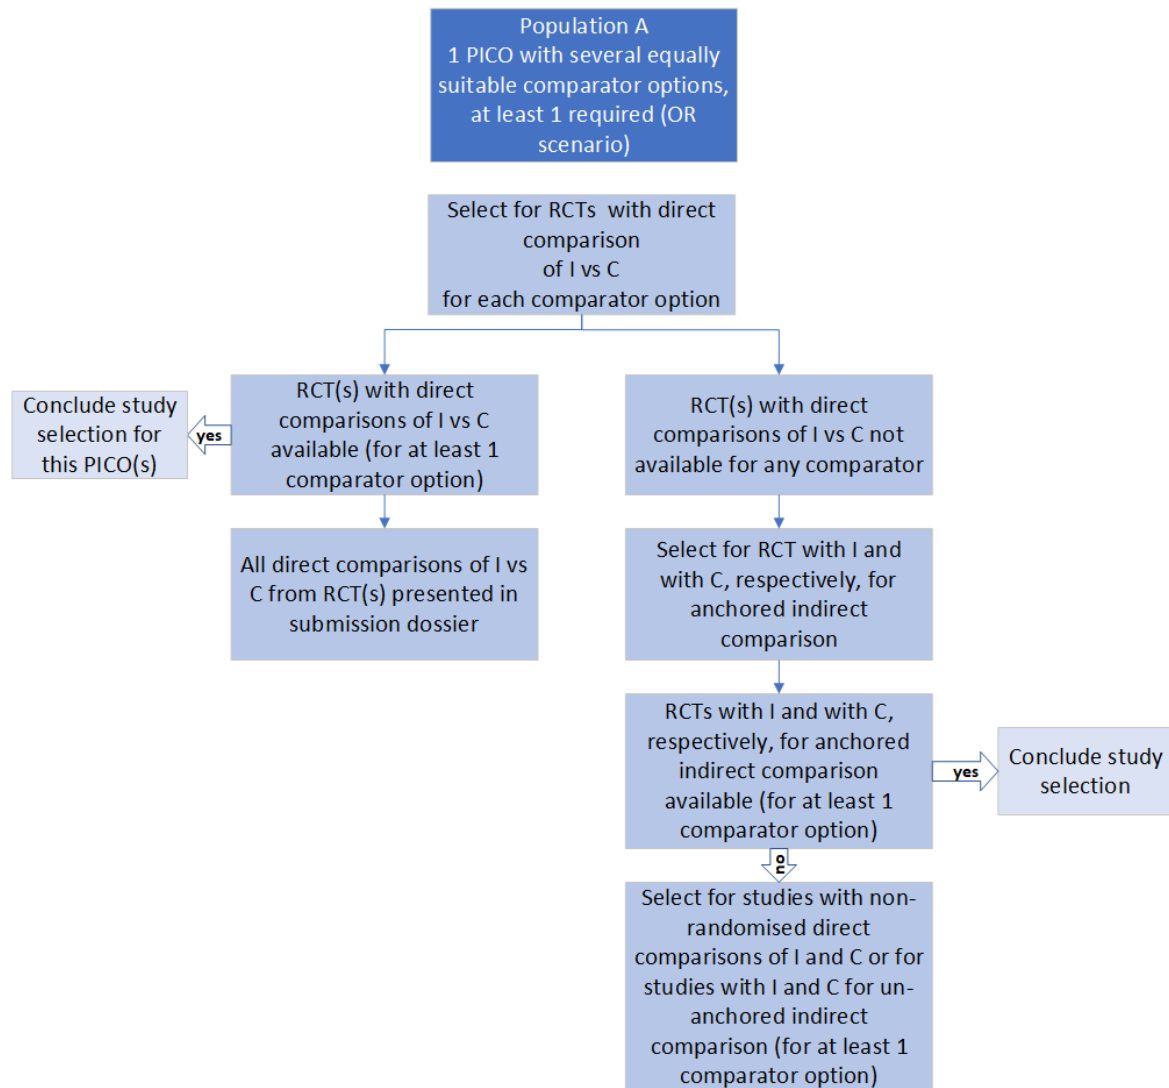 Population A
1 PICO with several equally
suitable comparator options,
at least 1 required (OR
scenario)
Select for RCTs with direct
comparison
of I vs C
for each comparator option
Conclude study
selection for
this PICO(s)
yes
RCT(s) with direct
comparisons of I vs C
available (for at least 1
comparator option)
RCT(s) with direct
comparisons of I vs C not
available for any comparator
All direct comparisons of I vs
C from RCT(s) presented in
submission dossier
Select for RCT with I and
with C, respectively, for
anchored indirect
comparison
RCTs with I and with C,
respectively, for anchored
indirect comparison
available (for at least 1
comparator option)
yes
Conclude study
selection
no
Select for studies with non-
randomised direct
comparisons of I and C or for
studies with I and C for un-
anchored indirect
comparison (for at least 1
comparator option)